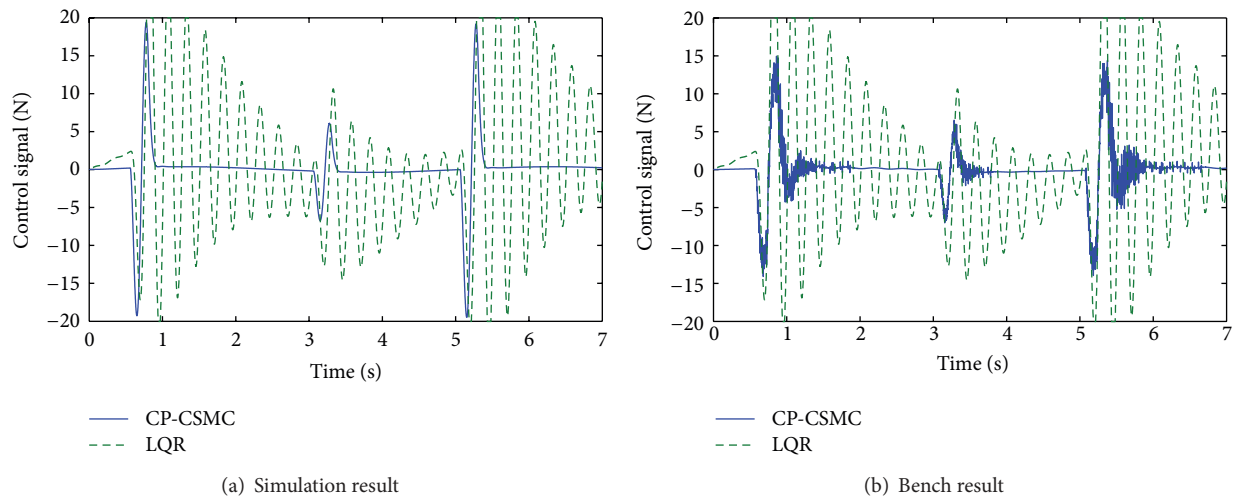 20
15
10
5
0
−5
−10
−15
−20
Control signal (N)
0 1 2 3 4 5 6 7
Time (s)
CP-CSMC
LQR
(a) Simulation result
20
15
10
5
0
−5
−10
−15
−20
Control signal (N)
0 1 2 3 4 5 6 7
Time (s)
CP-CSMC
LQR
(b) Bench result